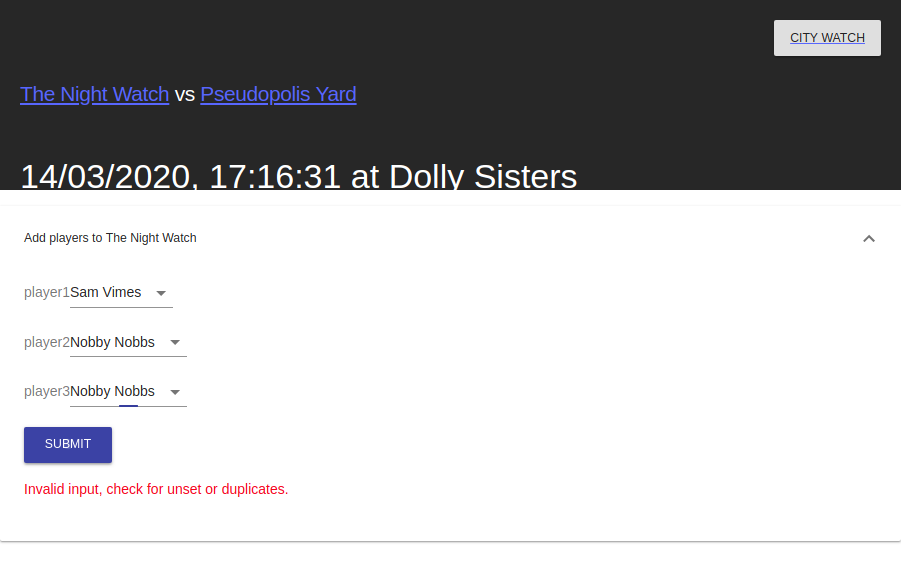 CITY WATCH
The Night Watch vs Pseudopolis Yard
14/03/2020, 17:16:31 at Dolly Sisters
Add players to The Night Watch
player1 Sam Vimes
player2 Nobby Nobbs
player3 Nobby Nobbs
SUBMIT
Invalid input, check for unset or duplicates.